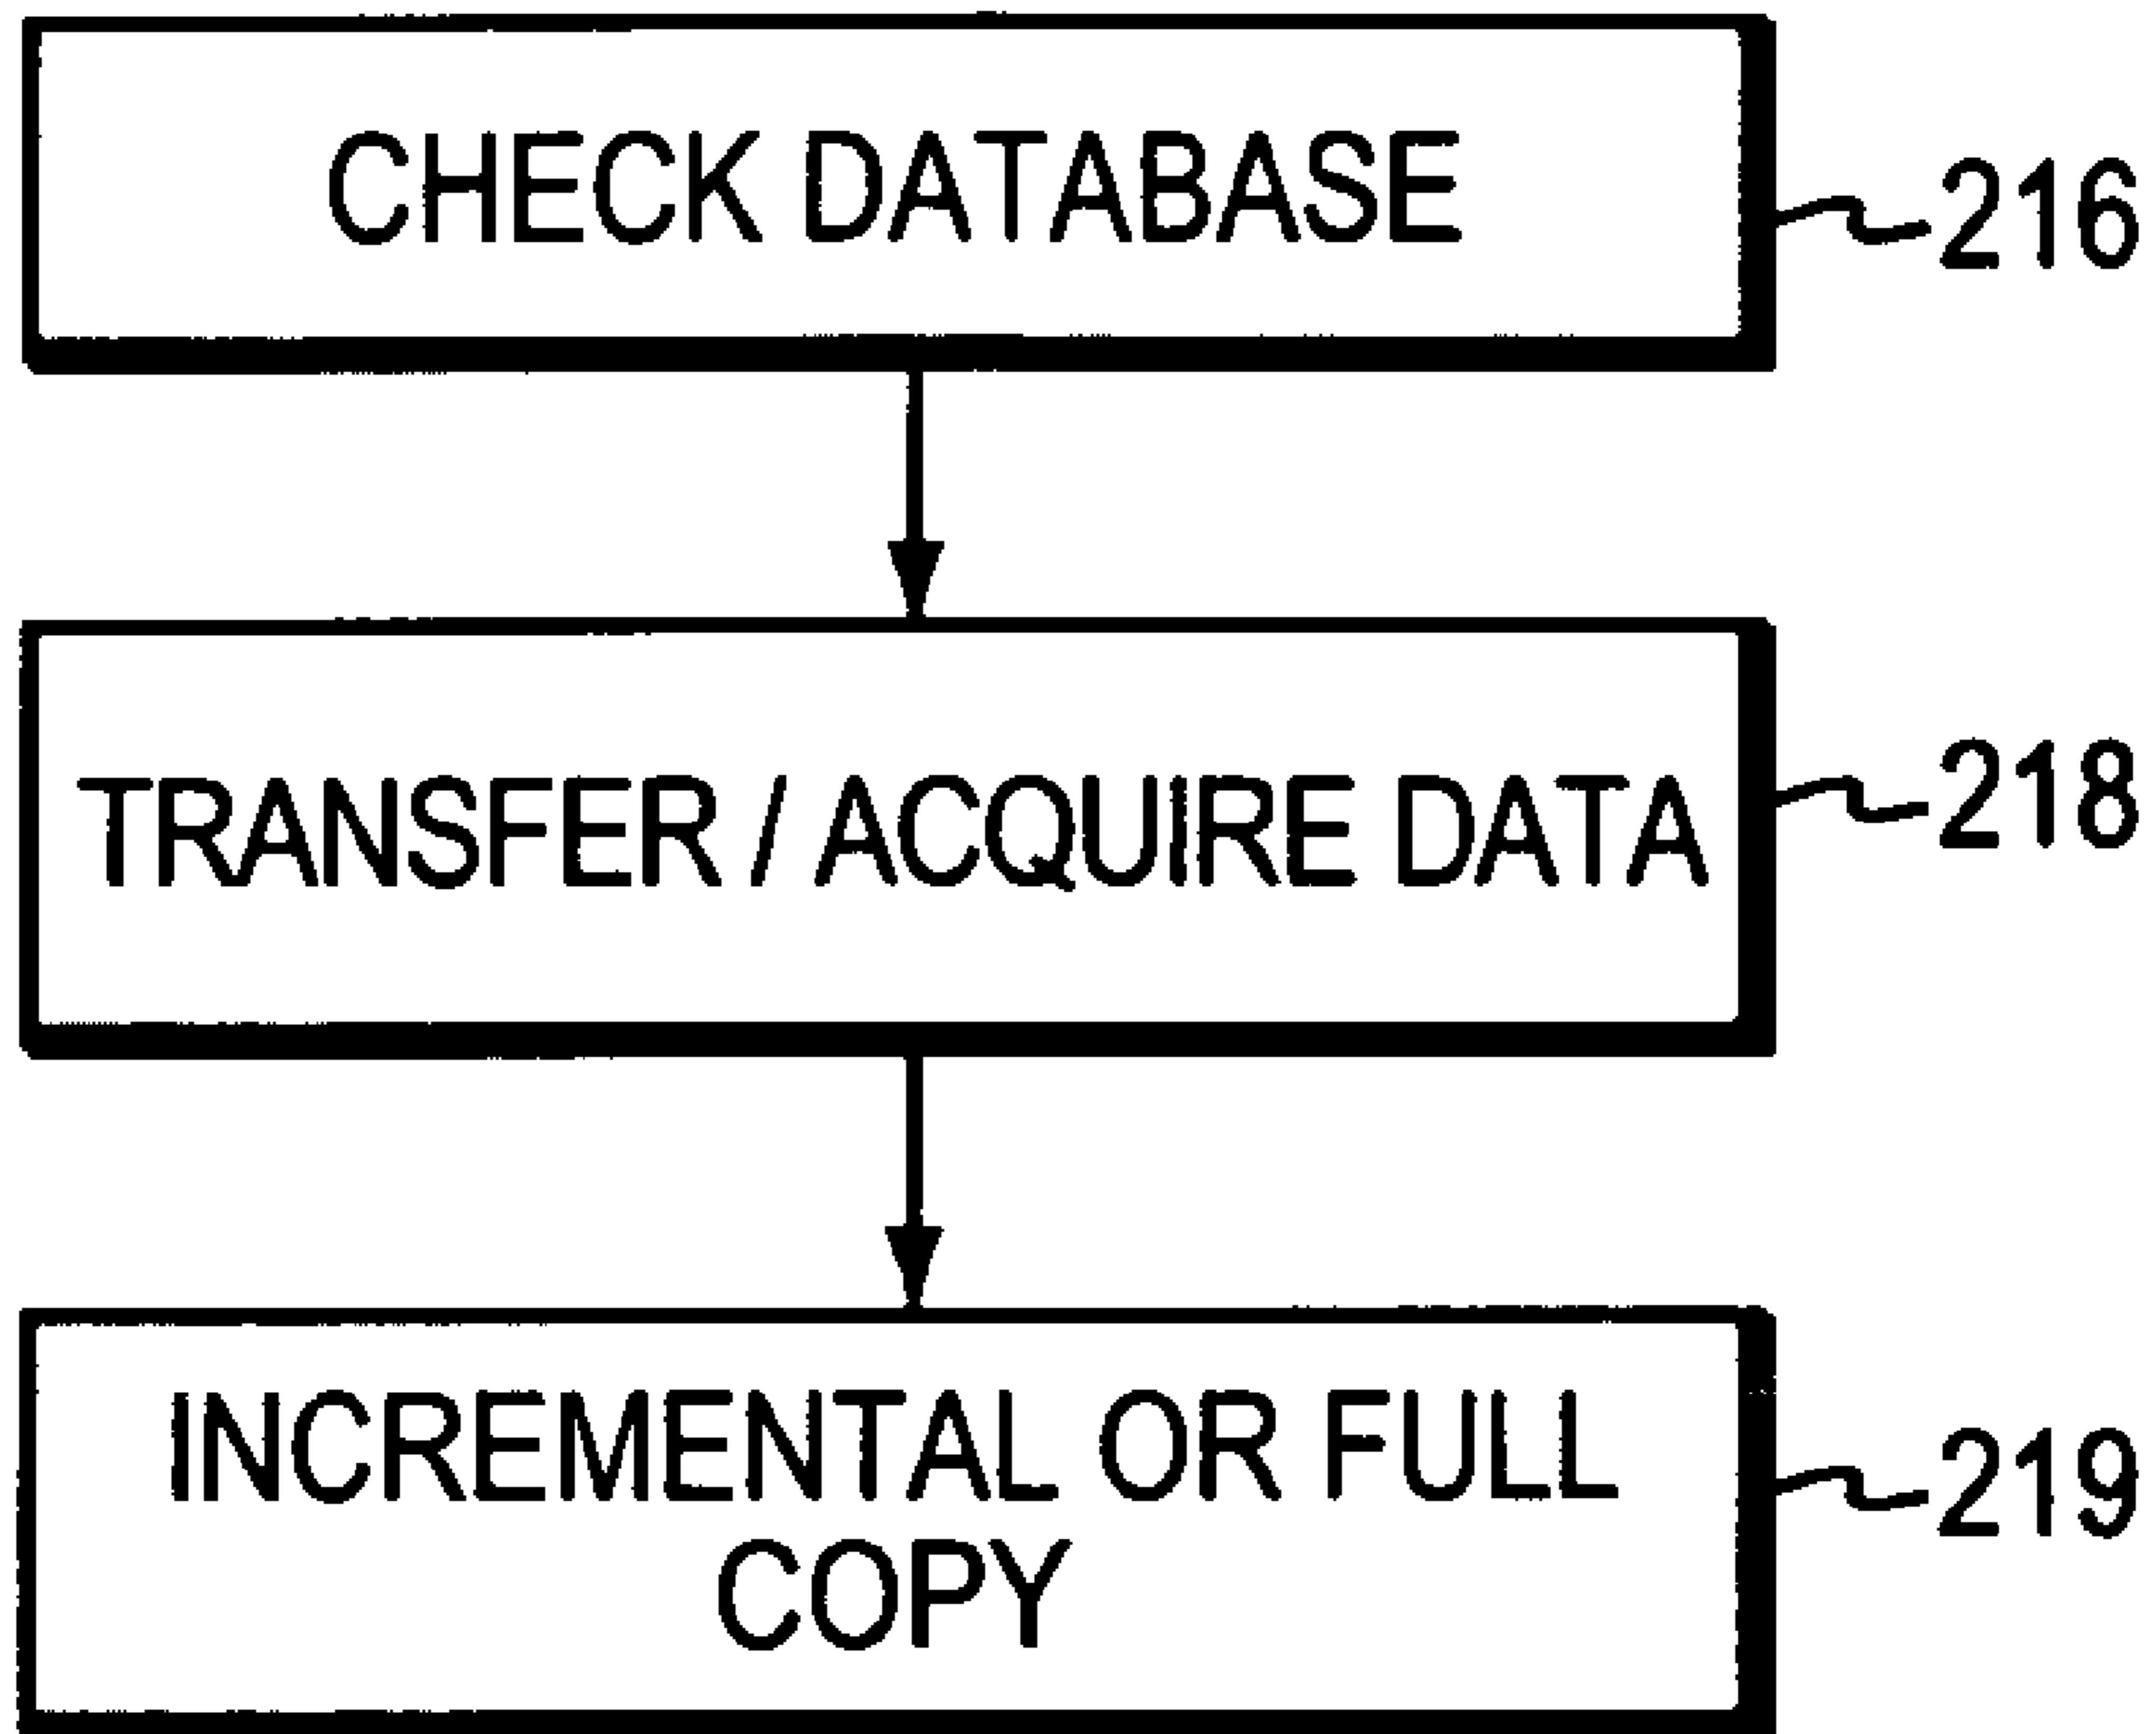 CHECK DATABASE
216
TRANSFER / ACQUIRE DATA
218
INCREMENTAL OR FULL
COPY
219